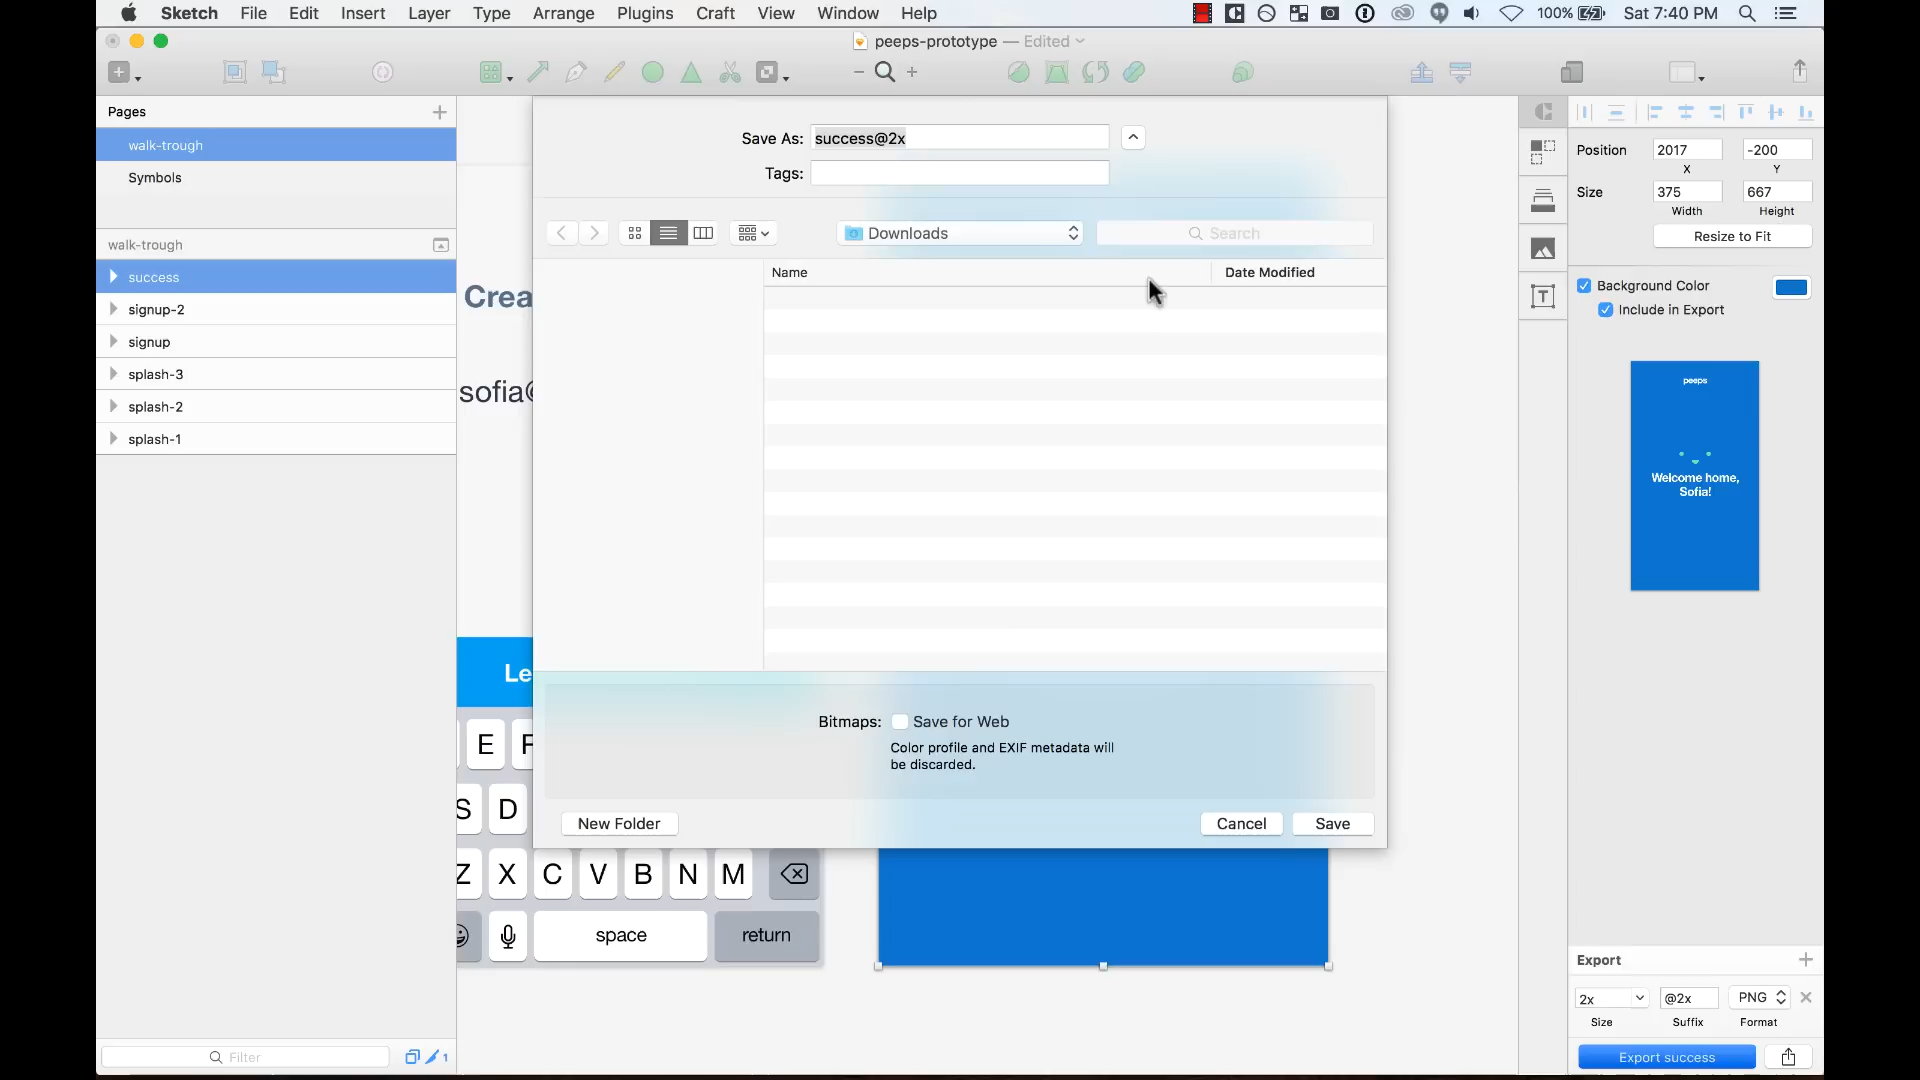 Sketch File Edit Insert Layer Type Arrange Plugins Craft View Window Help
100% Sat 7:40 PM
peeps-prototype — Edited
Pages
walk-trough
Symbols
walk-trough
success
signup-2
signup
splash-3
splash-2
splash-1
Filter
1
Crea
sofia@
Le
E
S D
Z X C V B N M
space return
Save As: success@2x
Tags:
Downloads
Search
Name Date Modified
Bitmaps: Save for Web
Color profile and EXIF metadata will
be discarded.
New Folder Cancel Save
Position 2017 -200
X Y
Size 375 667
Width Height
Resize to Fit
Background Color
Include in Export
peeps
Welcome home,
Sofia!
Export
2x @2x PNG
Size Suffix Format
Export success